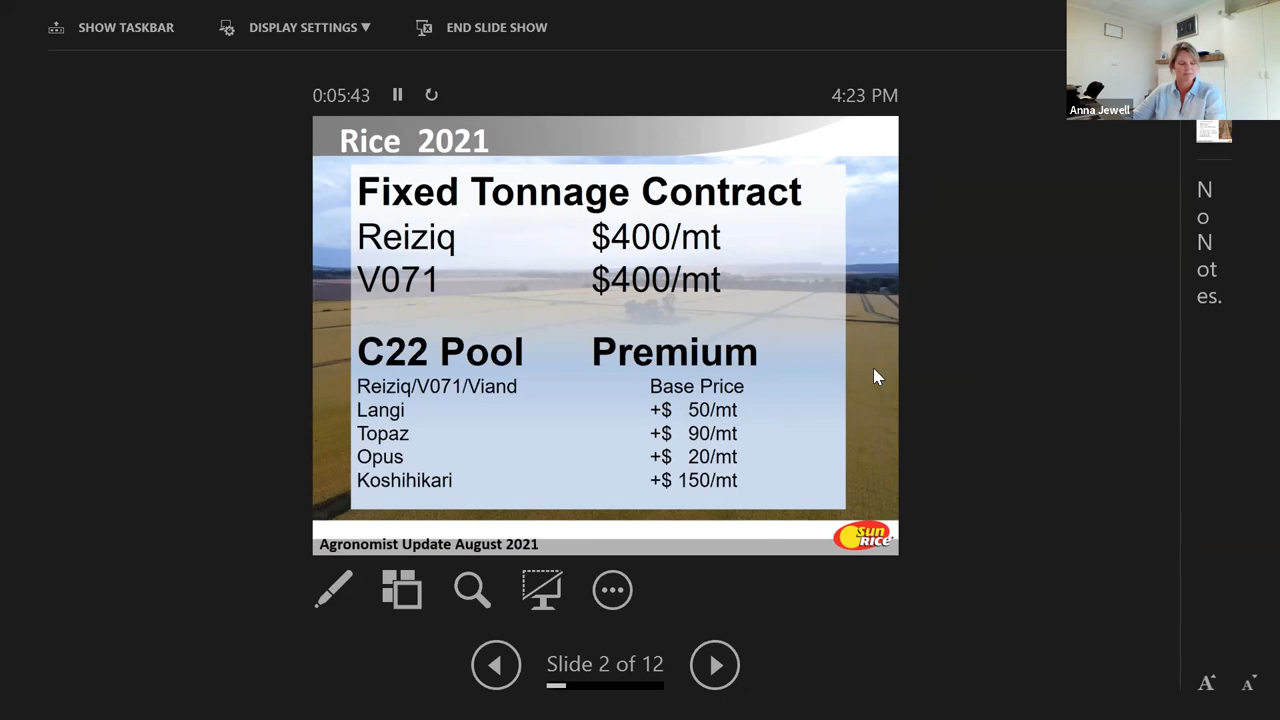 SHOW TASKBAR DISPLAY SETTINGS ▼ END SLIDE SHOW
Anna Jewell
0:05:43 4:23 PM
Rice 2021
Fixed Tonnage Contract
Reiziq $400/mt
V071 $400/mt
C22 Pool Premium
Reiziq/V071/Viand Base Price
Langi +$ 50/mt
Topaz +$ 90/mt
Opus +$ 20/mt
Koshihikari +$ 150/mt
Agronomist Update August 2021
Sun
RICE
Slide 2 of 12
N
o
N
ot
es.
A A